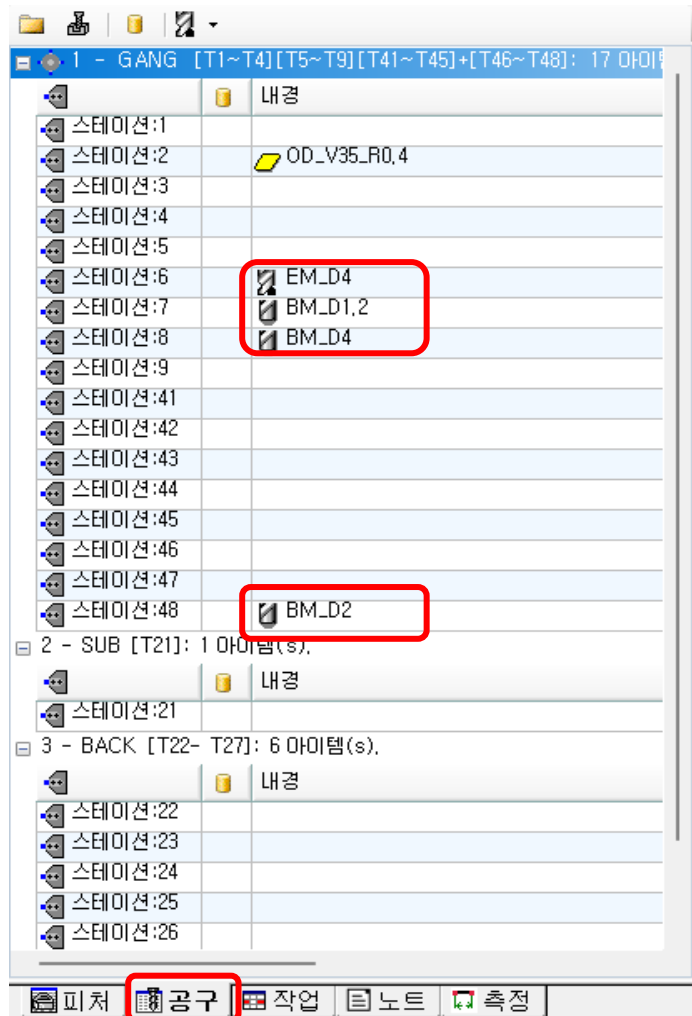 1 - GANG [T1~T4][T5~T9][T41~T45]+[T46~T48]: 17 아이템
내경
스테이션:1
스테이션:2 OD_V35_R0,4
스테이션:3
스테이션:4
스테이션:5
스테이션:6 EM_D4
스테이션:7 BM_D1,2
스테이션:8 BM_D4
스테이션:9
스테이션:41
스테이션:42
스테이션:43
스테이션:44
스테이션:45
스테이션:46
스테이션:47
스테이션:48 BM_D2
2 - SUB [T21]: 1 아이템(s),
내경
스테이션:21
3 - BACK [T22- T27]: 6 아이템(s),
내경
스테이션:22
스테이션:23
스테이션:24
스테이션:25
스테이션:26
피처 공구 작업 노트 측정